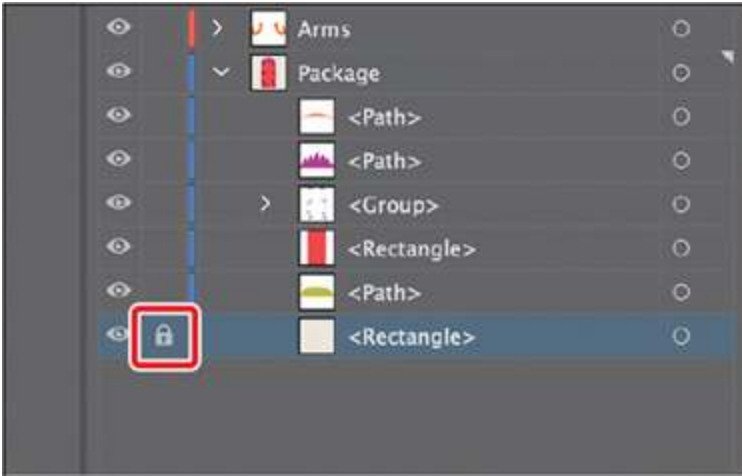 Arms
Package
<Path>
<Path>
<Group>
<Rectangle>
<Path>
<Rectangle>